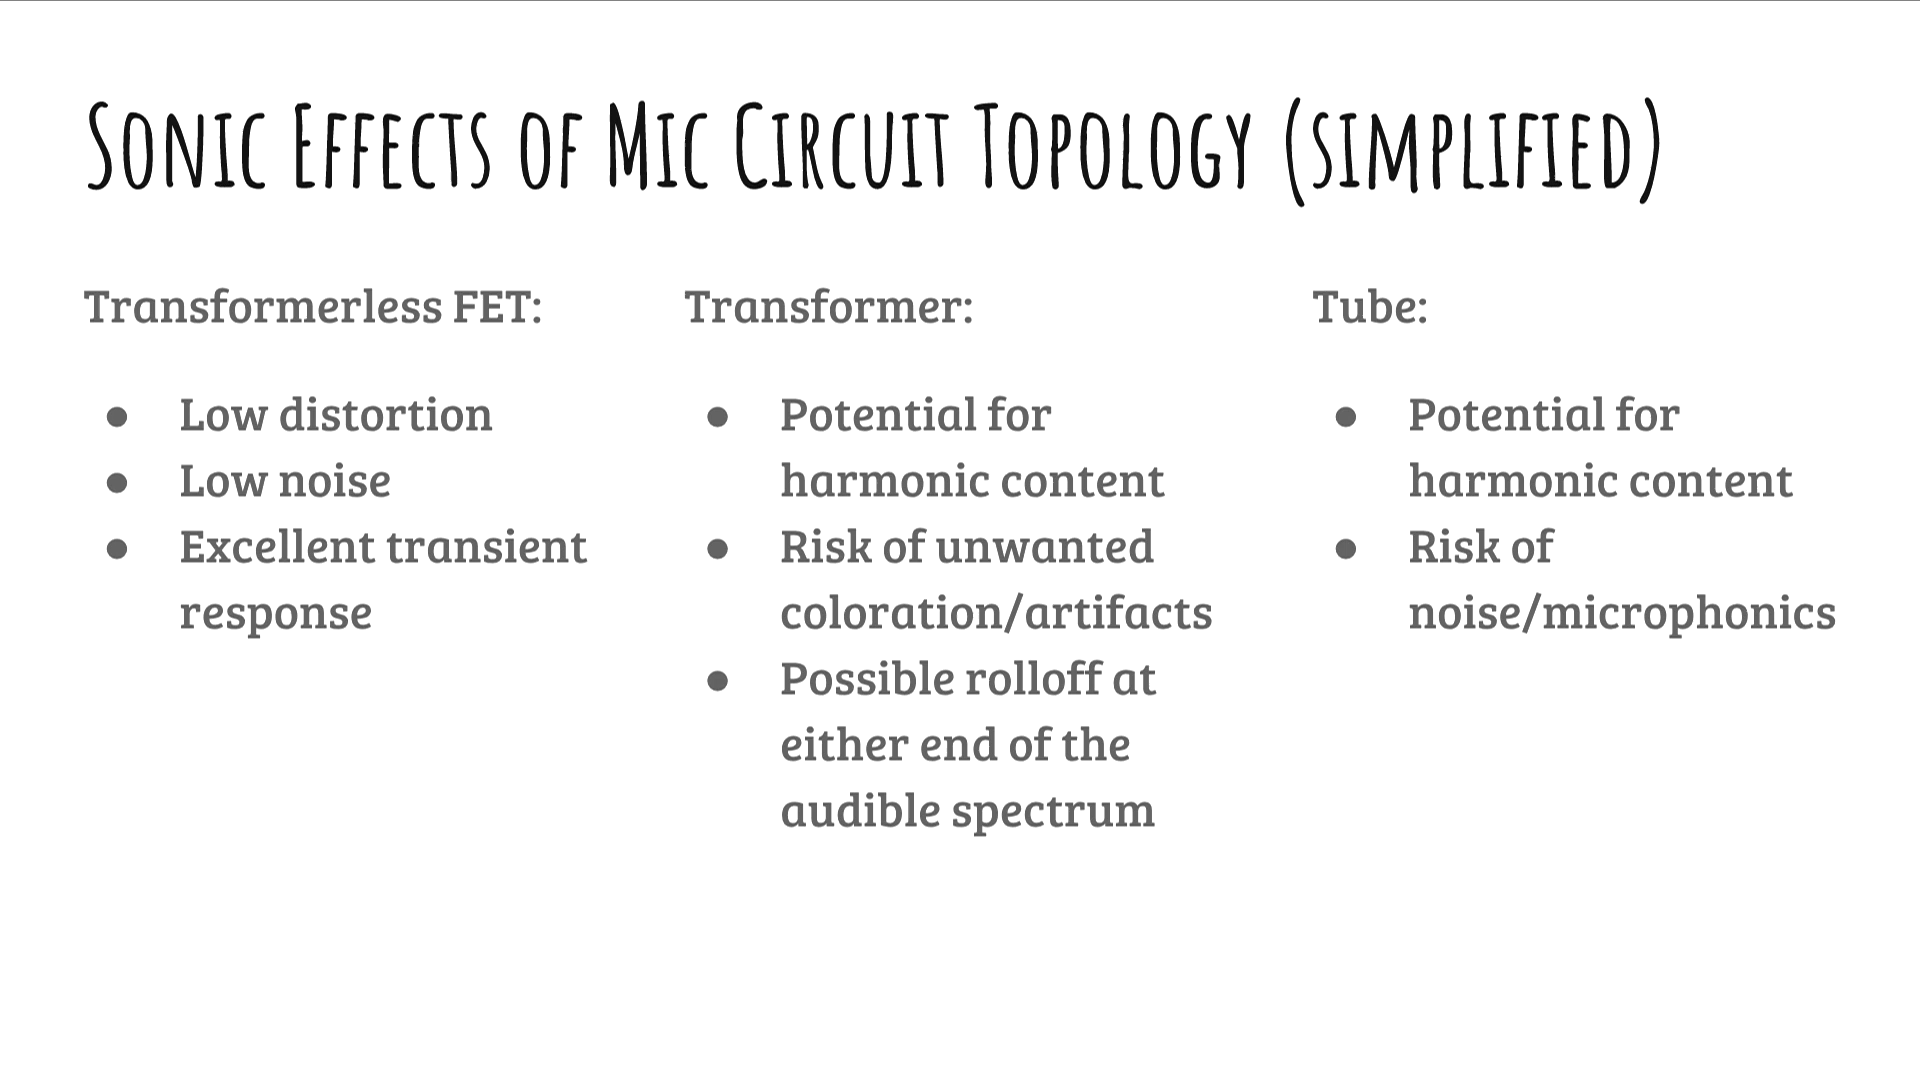 Sonic Effects of Mic Circuit Topology (simplified)
Transformerless FET:
● Low distortion
● Low noise
● Excellent transient
response
Transformer:
● Potential for
harmonic content
● Risk of unwanted
coloration/artifacts
● Possible rolloff at
either end of the
audible spectrum
Tube:
● Potential for
harmonic content
● Risk of
noise/microphonics